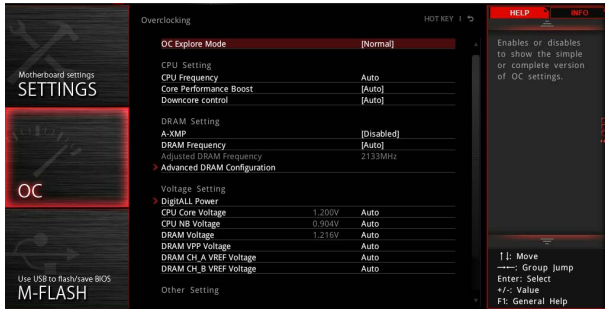 Motherboard settings
SETTINGS
OC
Use USB to flash/save BIOS
M-FLASH
Overclocking
HOT KEY |
OC Explore Mode [Normal]
CPU Setting
CPU Frequency Auto
Core Performance Boost [Auto]
Downcore control [Auto]
DRAM Setting
A-XMP [Disabled]
DRAM Frequency [Auto]
Adjusted DRAM Frequency 2133MHz
Advanced DRAM Configuration
Voltage Setting
DigitALL Power
CPU Core Voltage 1.200V Auto
CPU NB Voltage 0.904V Auto
DRAM Voltage 1.216V Auto
DRAM VPP Voltage Auto
DRAM CH_A VREF Voltage Auto
DRAM CH_B VREF Voltage Auto
Other Setting
HELP
INFO
Enables or disables
to show the simple
or complete version
of OC settings.
↑↓: Move
→←: Group Jump
Enter: Select
+/-: Value
F1: General Help